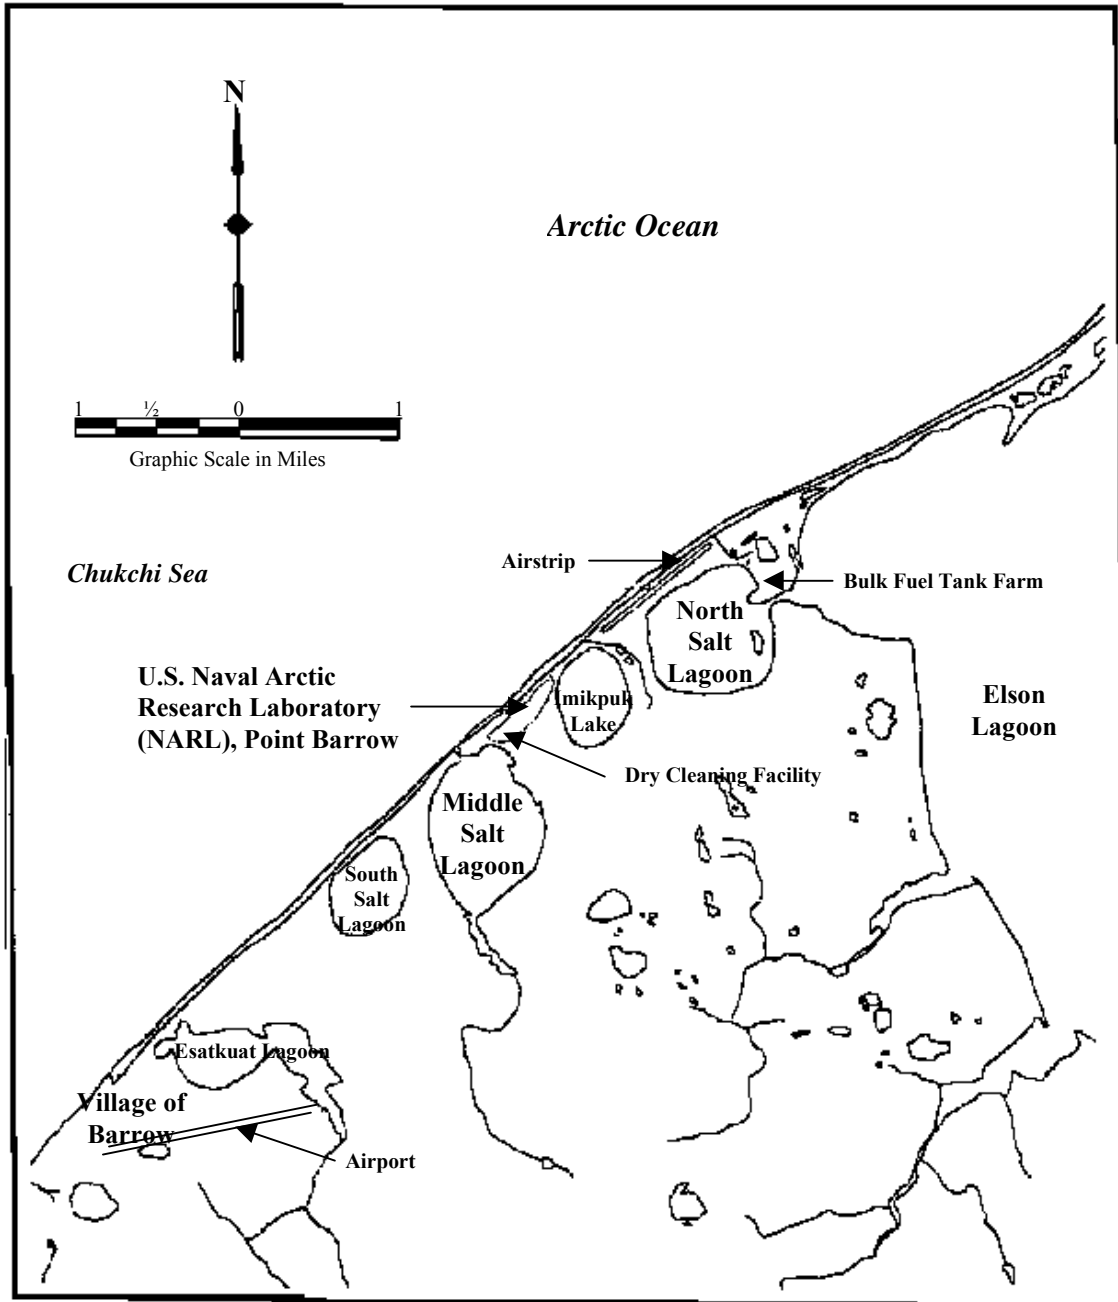 N
Arctic Ocean
1 ½ 0 1
Graphic Scale in Miles
Chukchi Sea
Airstrip
Bulk Fuel Tank Farm
North
Salt
Lagoon
U.S. Naval Arctic
Research Laboratory
(NARL), Point Barrow
Imikpuk
Lake
Elson
Lagoon
Dry Cleaning Facility
Middle
Salt
Lagoon
South
Salt
Lagoon
Esatkuat Lagoon
Village of
Barrow
Airport